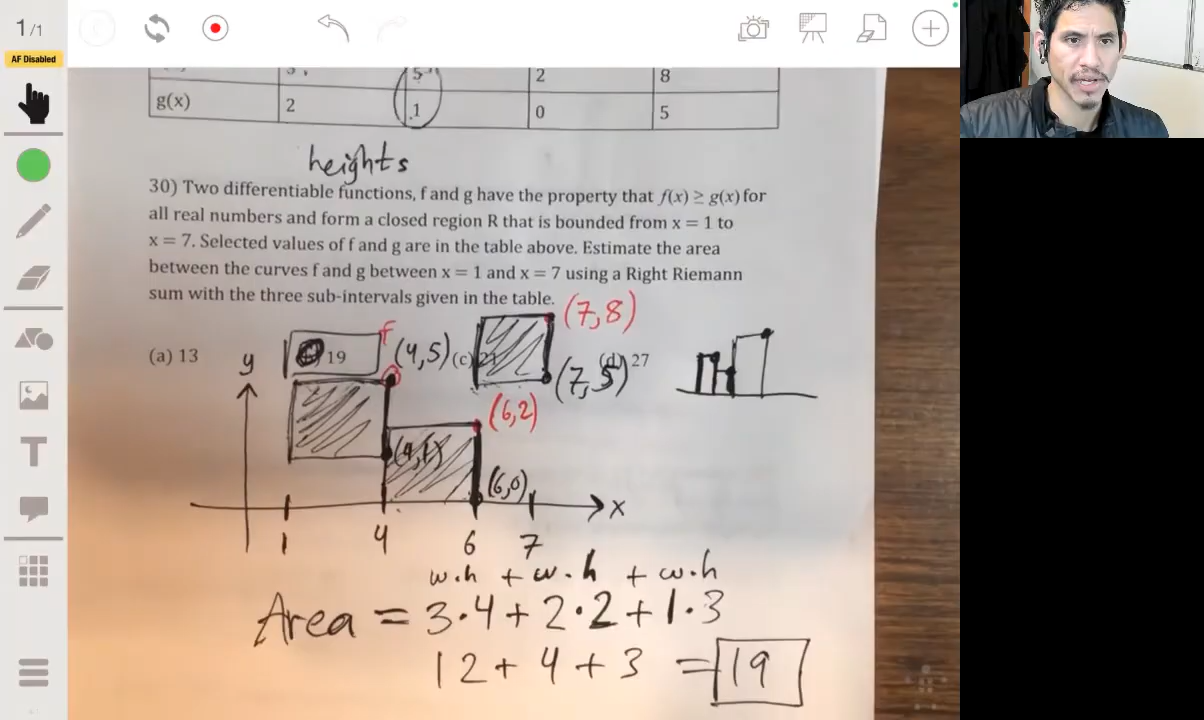 1/1
AF Disabled
5 2 8
g(x) 2 1 0 5
heights
30) Two differentiable functions, f and g have the property that f(x) ≥ g(x) for
all real numbers and form a closed region R that is bounded from x = 1 to
x = 7. Selected values of f and g are in the table above. Estimate the area
between the curves f and g between x = 1 and x = 7 using a Right Riemann
sum with the three sub-intervals given in the table.
(7,8)
(a) 13 y 19 f (4,5) (c) 21 (d) 27
(7,5)
(6,2)
(4,1)
(6,0)
x
1 4 6 7
w.h + w.h + w.h
Area = 3·4 + 2·2 + 1·3
12 + 4 + 3 = 19
T